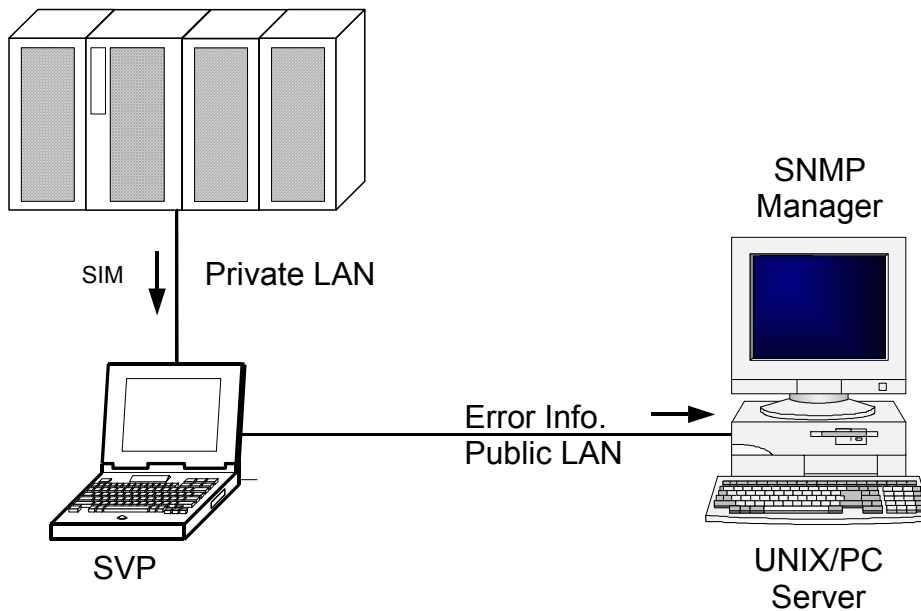 SNMP
Manager
SIM
Private LAN
Error Info.
Public LAN
SVP
UNIX/PC
Server